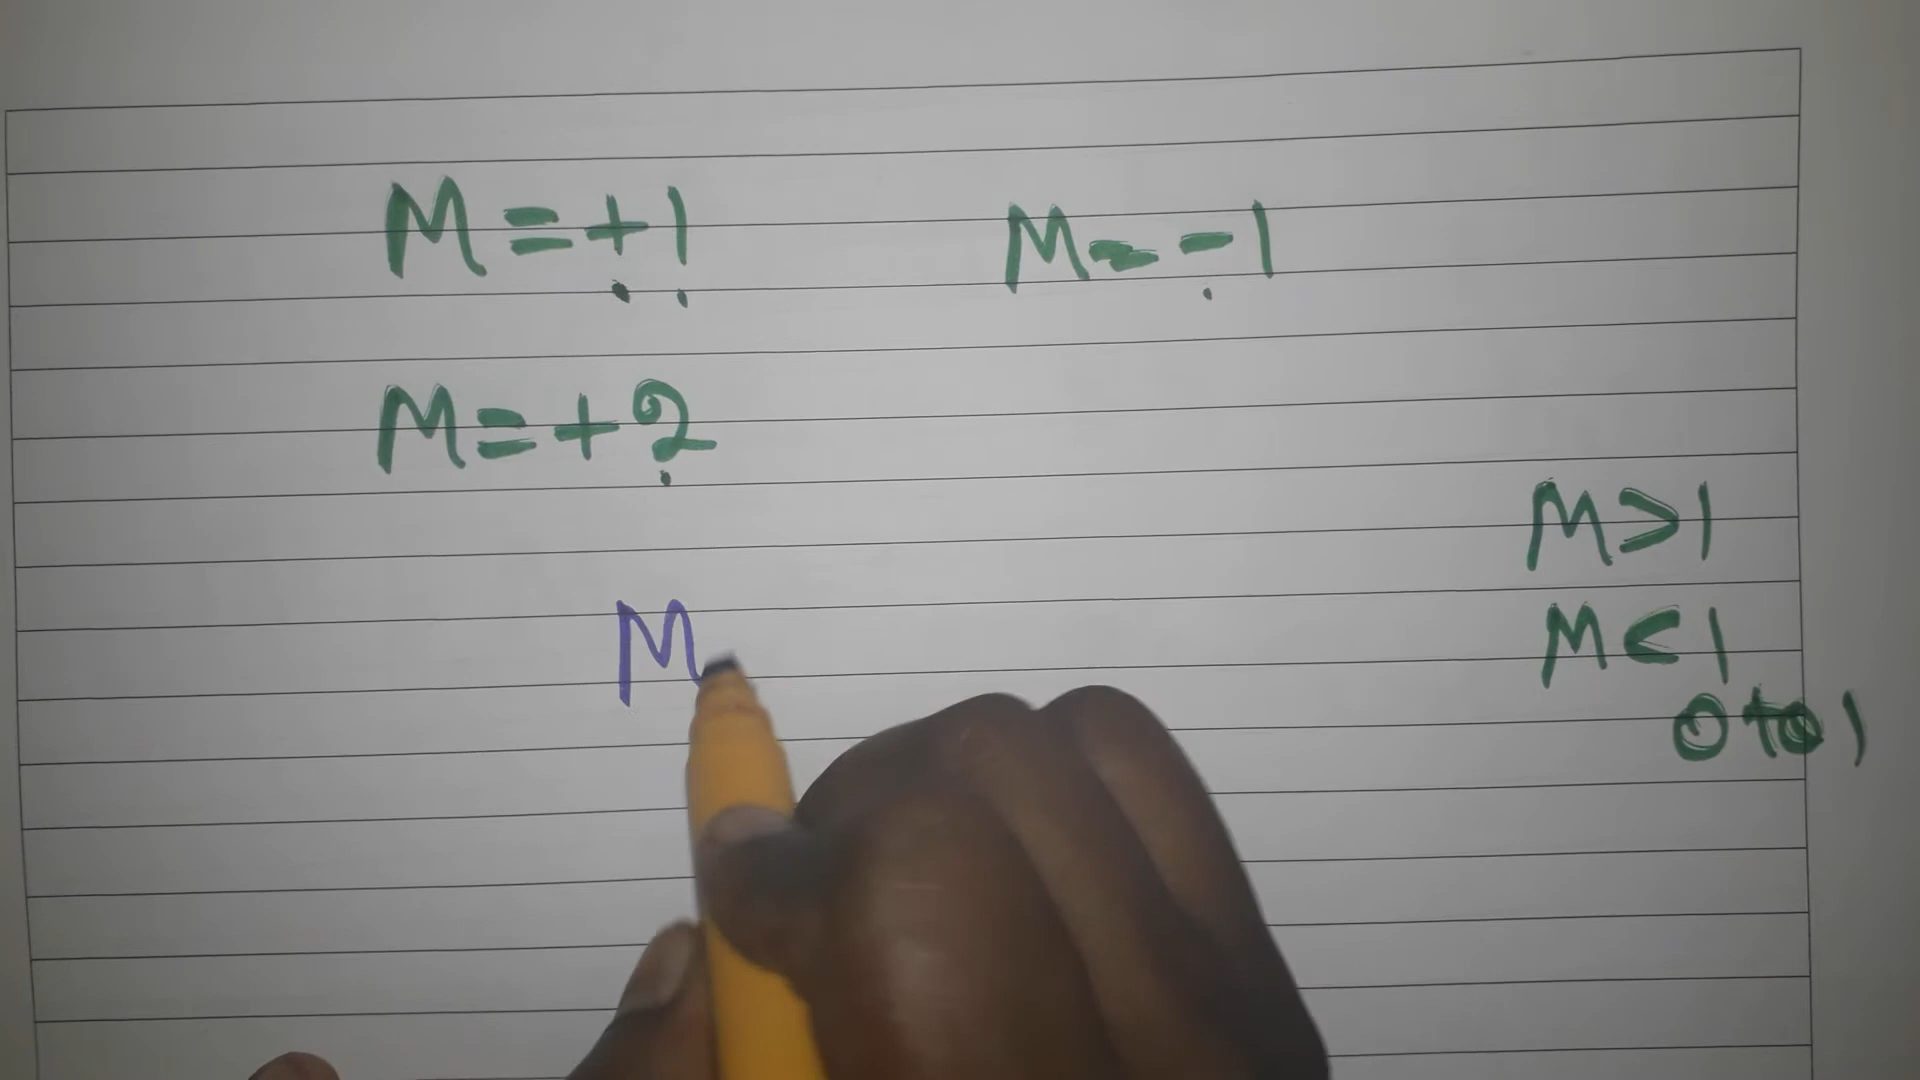 M = +1
M = -1
M = +2
M > 1
M < 1
0 to 1
M